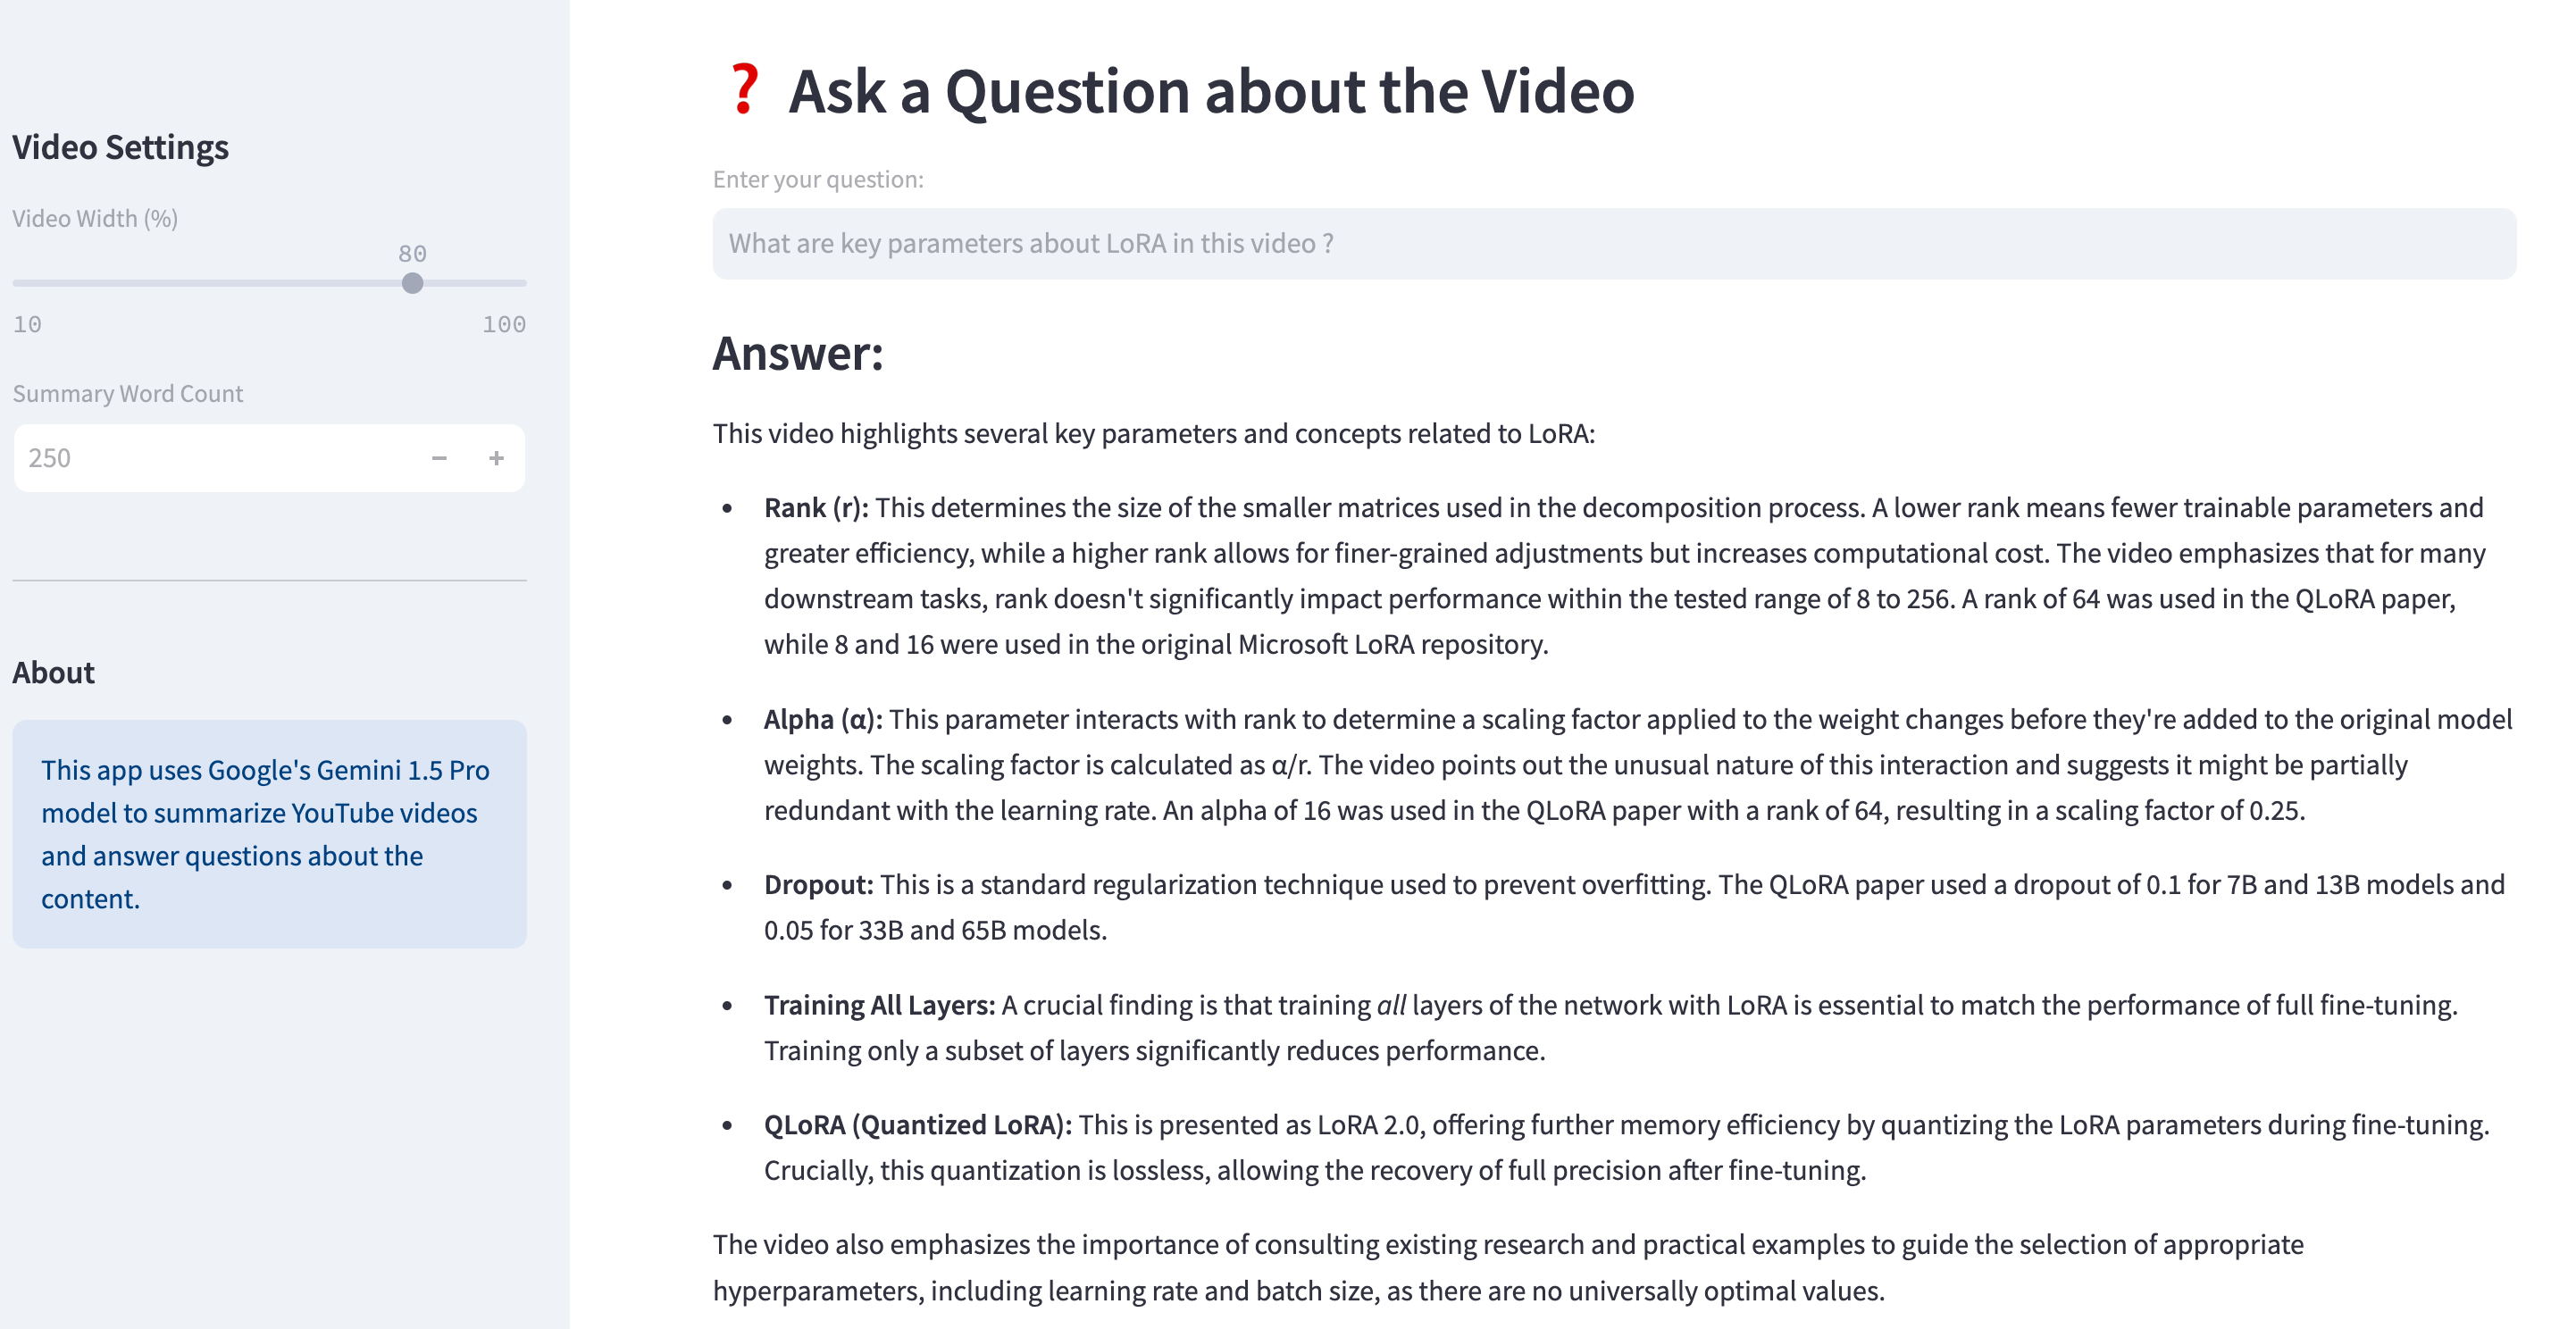 Video Settings
Video Width (%)
80
10 100
Summary Word Count
250 − +
About
This app uses Google's Gemini 1.5 Pro
model to summarize YouTube videos
and answer questions about the
content.
❓ Ask a Question about the Video
Enter your question:
What are key parameters about LoRA in this video ?
Answer:
This video highlights several key parameters and concepts related to LoRA:
• Rank (r): This determines the size of the smaller matrices used in the decomposition process. A lower rank means fewer trainable parameters and
greater efficiency, while a higher rank allows for finer-grained adjustments but increases computational cost. The video emphasizes that for many
downstream tasks, rank doesn't significantly impact performance within the tested range of 8 to 256. A rank of 64 was used in the QLoRA paper,
while 8 and 16 were used in the original Microsoft LoRA repository.
• Alpha (α): This parameter interacts with rank to determine a scaling factor applied to the weight changes before they're added to the original model
weights. The scaling factor is calculated as α/r. The video points out the unusual nature of this interaction and suggests it might be partially
redundant with the learning rate. An alpha of 16 was used in the QLoRA paper with a rank of 64, resulting in a scaling factor of 0.25.
• Dropout: This is a standard regularization technique used to prevent overfitting. The QLoRA paper used a dropout of 0.1 for 7B and 13B models and
0.05 for 33B and 65B models.
• Training All Layers: A crucial finding is that training all layers of the network with LoRA is essential to match the performance of full fine-tuning.
Training only a subset of layers significantly reduces performance.
• QLoRA (Quantized LoRA): This is presented as LoRA 2.0, offering further memory efficiency by quantizing the LoRA parameters during fine-tuning.
Crucially, this quantization is lossless, allowing the recovery of full precision after fine-tuning.
The video also emphasizes the importance of consulting existing research and practical examples to guide the selection of appropriate
hyperparameters, including learning rate and batch size, as there are no universally optimal values.